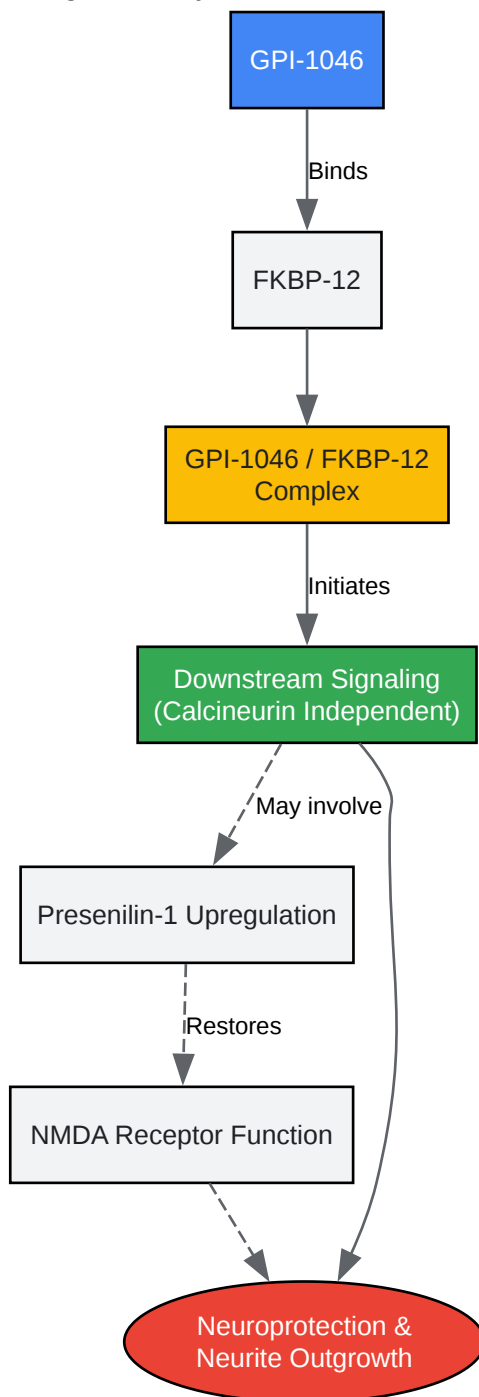 GPI-1046
Binds
FKBP-12
GPI-1046 / FKBP-12
Complex
Initiates
Downstream Signaling
(Calcineurin Independent)
May involve
Presenilin-1 Upregulation
Restores
NMDA Receptor Function
Neuroprotection &
Neurite Outgrowth